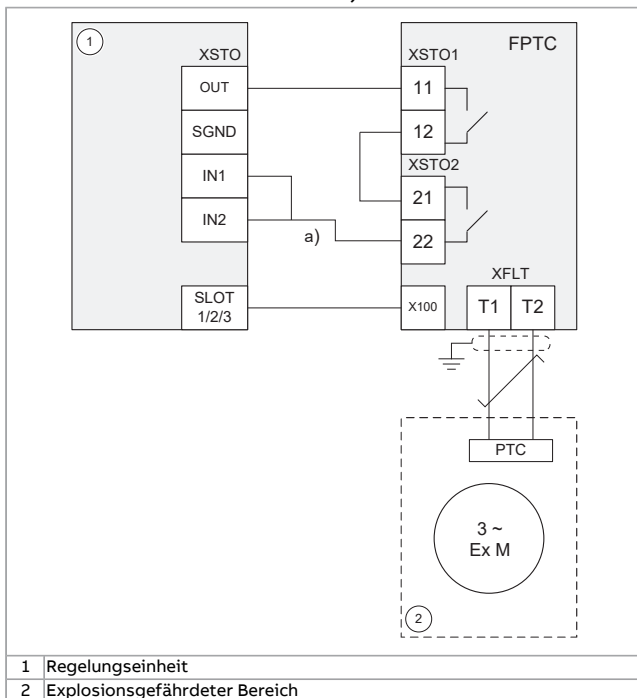 1
XSTO
OUT
SGND
IN1
IN2
SLOT
1/2/3
a)
XSTO1
FPTC
11
12
XSTO2
21
22
X100
XFLT
T1
T2
PTC
3 ~
Ex M
2
1 Regelungseinheit
2 Explosionsgefährdeter Bereich